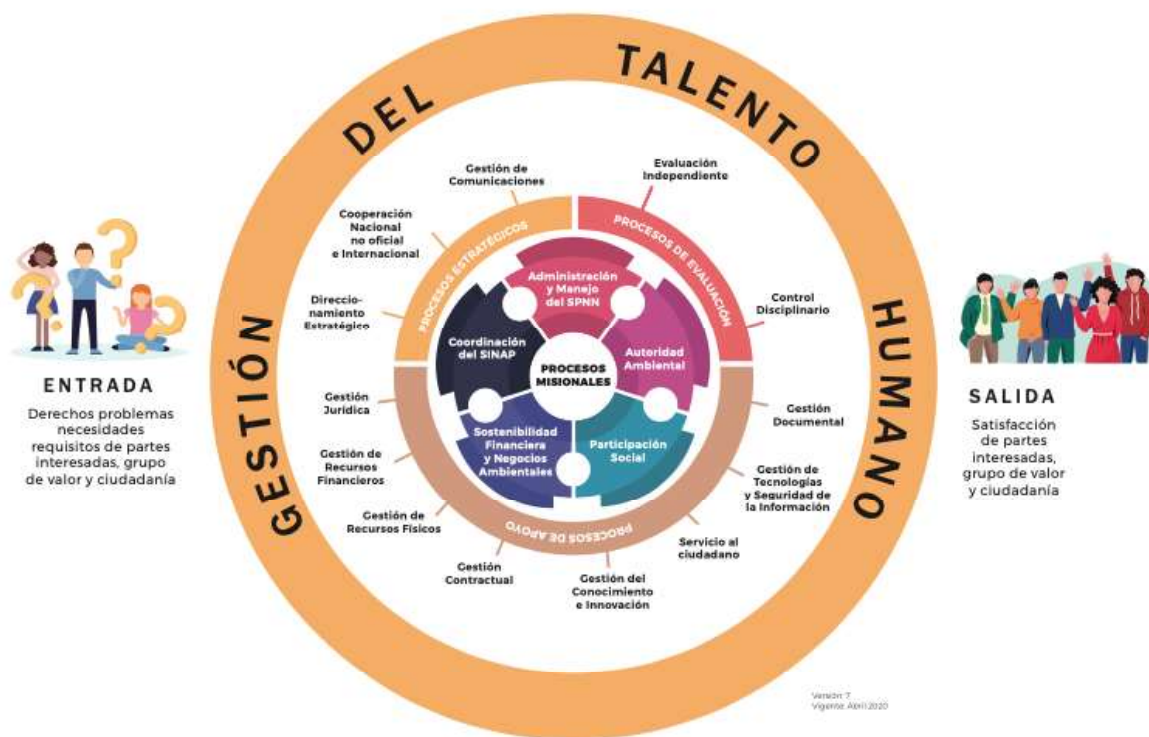 GESTIÓN DEL TALENTO HUMANO
Gestión de
Comunicaciones
Evaluación
Independiente
Cooperación
Nacional
no oficial
e Internacional
PROCESOS ESTRATÉGICOS
PROCESOS DE EVALUACIÓN
Direccio-
namiento
Estratégico
Control
Disciplinario
Administración
y Manejo
del SPNN
Coordinación
del SINAP
PROCESOS
MISIONALES
Autoridad
Ambiental
Sostenibilidad
Financiera
y Negocios
Ambientales
Participación
Social
ENTRADA
Derechos problemas
necesidades
requisitos de partes
interesadas, grupo
de valor y ciudadanía
SALIDA
Satisfacción
de partes
interesadas,
grupo de valor
y ciudadanía
Gestión
Jurídica
Gestión de
Recursos
Financieros
Gestión de
Recursos Físicos
Gestión
Contractual
PROCESOS DE APOYO
Gestión del
Conocimiento
e Innovación
Servicio al
ciudadano
Gestión de
Tecnologías
y Seguridad de
la Información
Gestión
Documental
Versión: 7
Vigente: Abril 2020